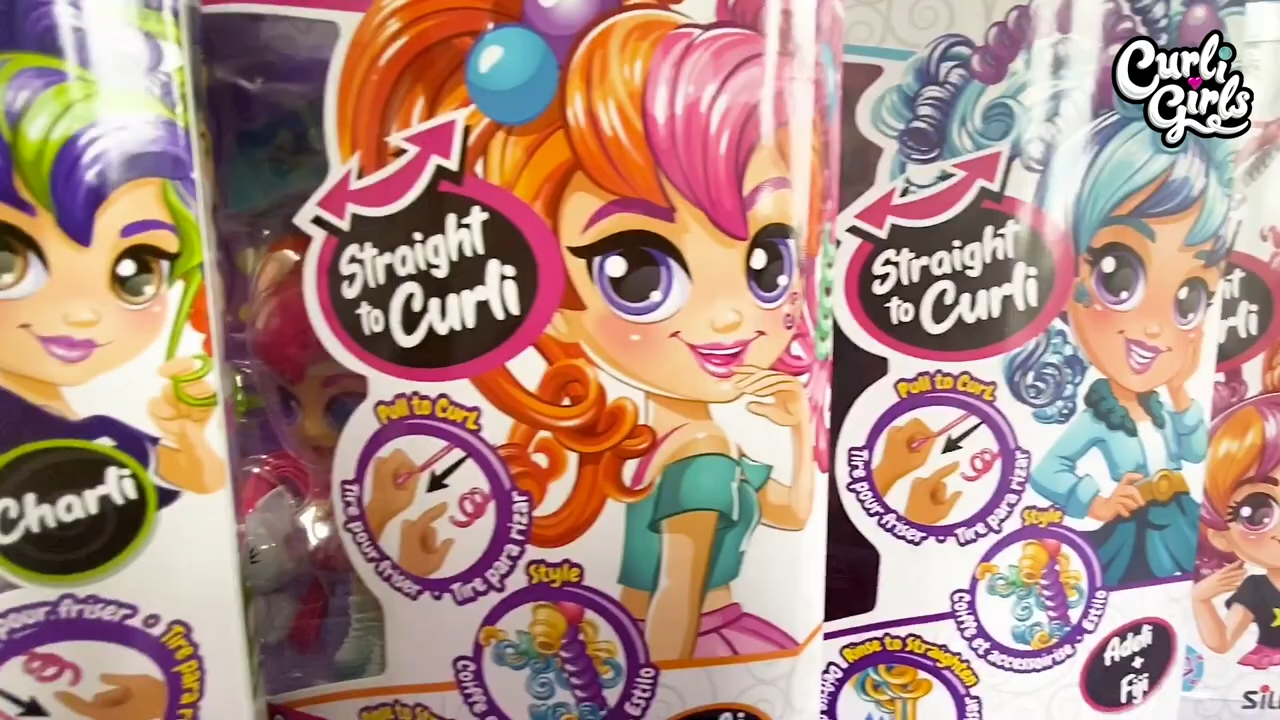 Curli
Girls
Straight
to Curli
Pull to Curl
Tire pour friser · Tire para rizar
Style
Estilo
Straight
to Curli
Pull to Curl
Tire pour friser · Tire para rizar
Style
Coiffe et accessoirise · Estilo
Rinse to Straighten
Adeli
+
Fiji
Charli
pour friser
Tire para